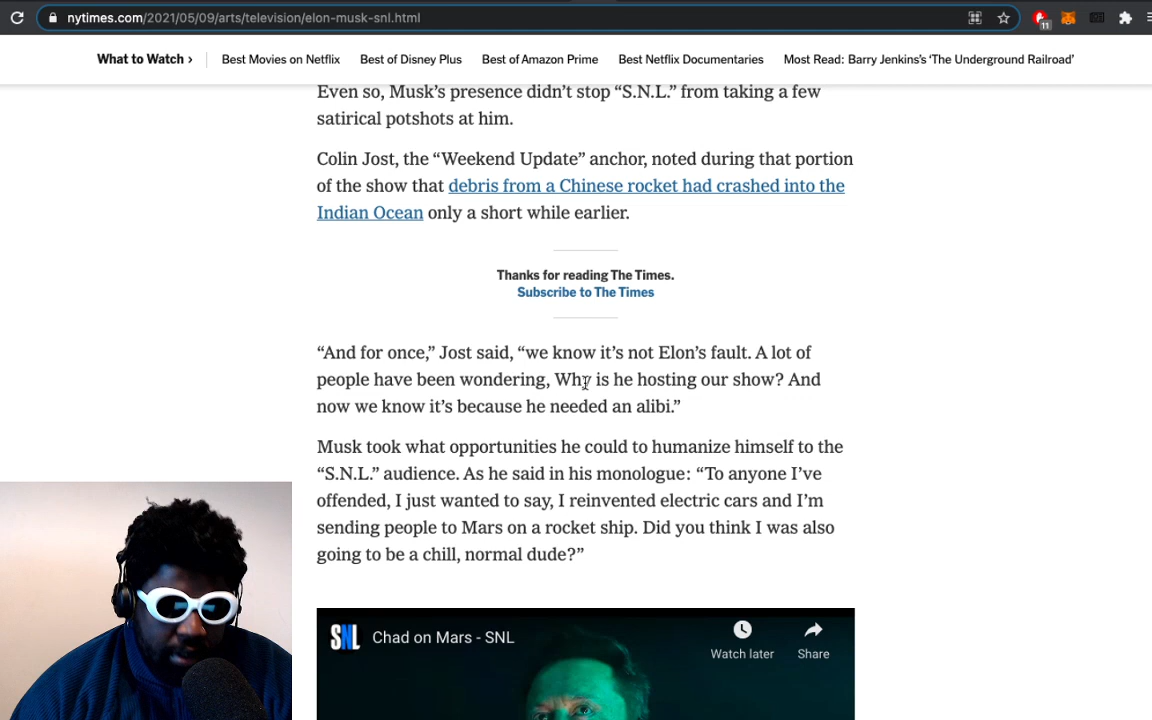 nytimes.com/2021/05/09/arts/television/elon-musk-snl.html
11
What to Watch › Best Movies on Netflix Best of Disney Plus Best of Amazon Prime Best Netflix Documentaries Most Read: Barry Jenkins's ‘The Underground Railroad’
Even so, Musk’s presence didn’t stop “S.N.L.” from taking a few
satirical potshots at him.
Colin Jost, the “Weekend Update” anchor, noted during that portion
of the show that debris from a Chinese rocket had crashed into the
Indian Ocean only a short while earlier.
Thanks for reading The Times.
Subscribe to The Times
“And for once,” Jost said, “we know it’s not Elon’s fault. A lot of
people have been wondering, Why is he hosting our show? And
now we know it’s because he needed an alibi.”
Musk took what opportunities he could to humanize himself to the
“S.N.L.” audience. As he said in his monologue: “To anyone I’ve
offended, I just wanted to say, I reinvented electric cars and I’m
sending people to Mars on a rocket ship. Did you think I was also
going to be a chill, normal dude?”
SNL Chad on Mars - SNL
Watch later Share